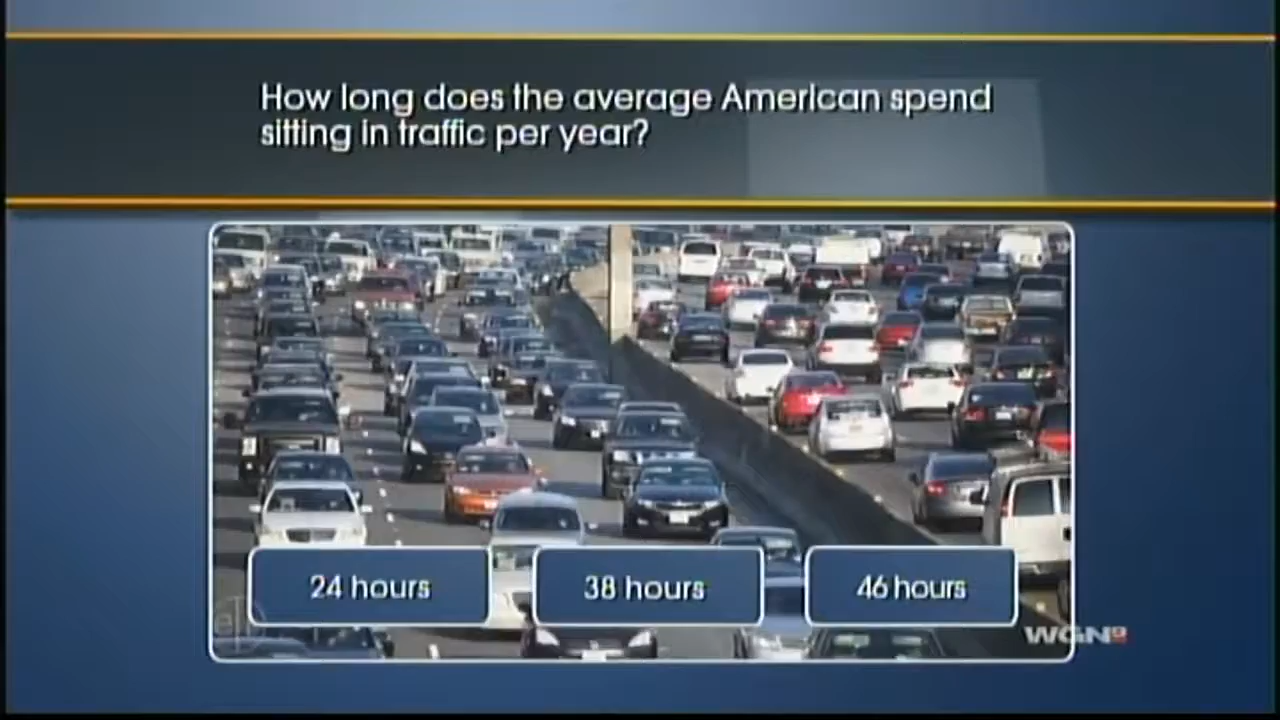 How long does the average American spend
sitting in traffic per year?
24 hours
38 hours
46 hours
WGN9